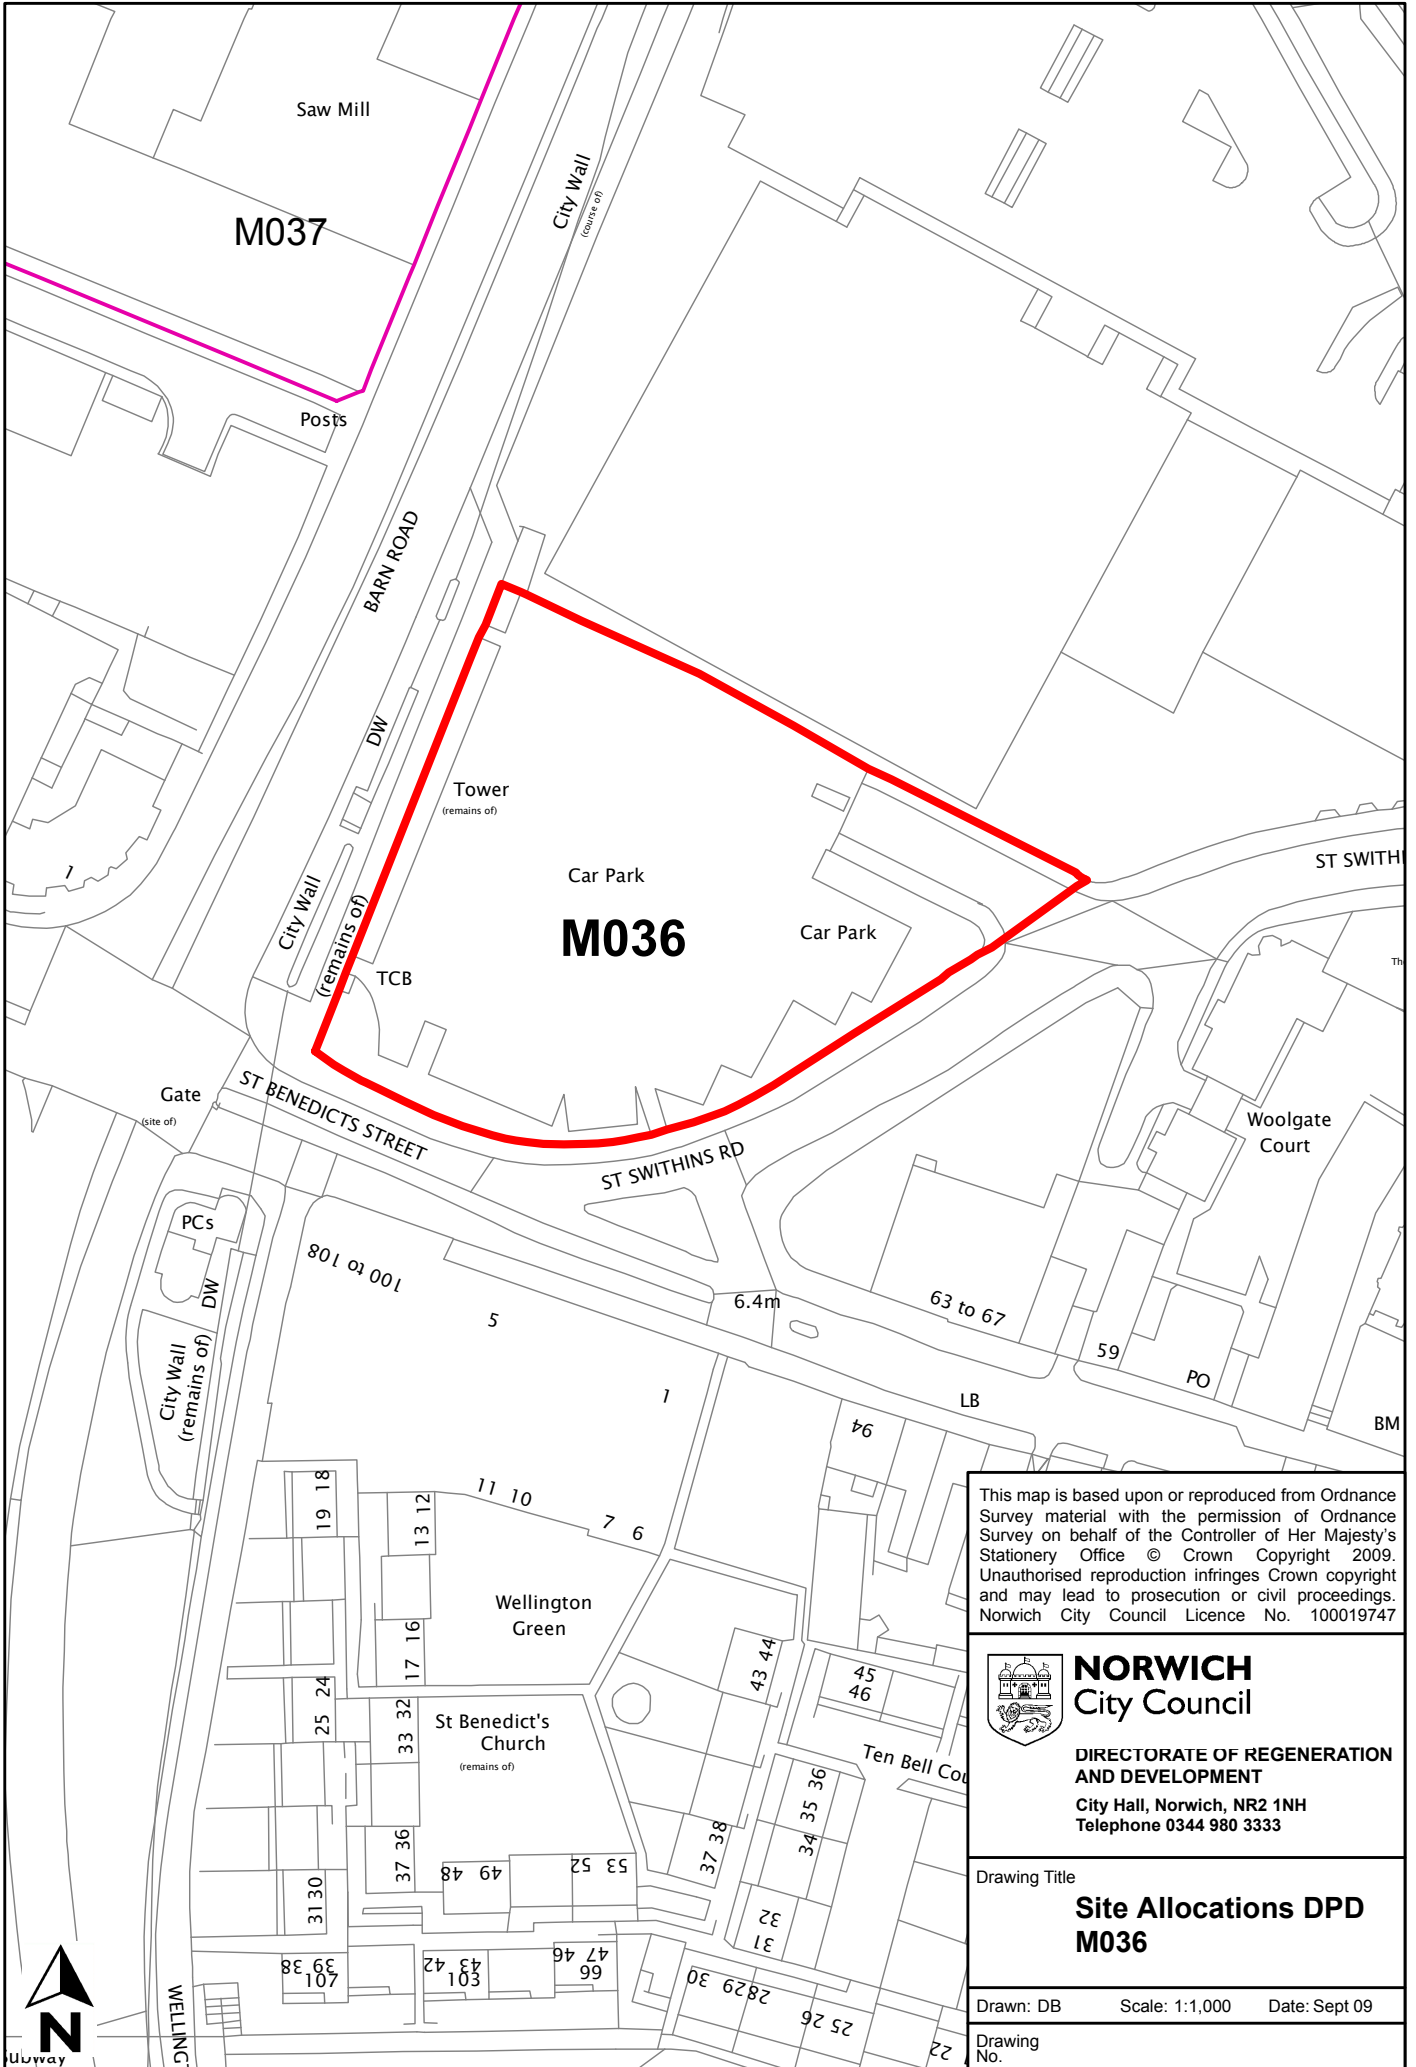 Saw Mill
M037
City Wall
(course of)
Posts
BARN ROAD
DW
Tower
(remains of)
Car Park
M036
Car Park
ST SWITHI
1
City Wall
(remains of)
TCB
Th
Gate
(site of)
ST BENEDICTS STREET
ST SWITHINS RD
Woolgate
Court
PCs
DW
100 to 108
5
6.4m
63 to 67
59
PO
City Wall
(remains of)
1
LB
94
BM
19 18
13 12
11 10
7 6
Wellington
Green
17 16
25 24
33 32
43 44
45
46
St Benedict's
Church
(remains of)
Ten Bell Cou
35 36
34
37 36
37 38
48 49
52 53
31 30
32
31
38 39
107
42 43
103
46 47
99
30 29 28
26 25
22
WELLING
N
ubway
This map is based upon or reproduced from Ordnance
Survey material with the permission of Ordnance
Survey on behalf of the Controller of Her Majesty's
Stationery Office © Crown Copyright 2009.
Unauthorised reproduction infringes Crown copyright
and may lead to prosecution or civil proceedings.
Norwich City Council Licence No. 100019747
NORWICH
City Council
DIRECTORATE OF REGENERATION
AND DEVELOPMENT
City Hall, Norwich, NR2 1NH
Telephone 0344 980 3333
Drawing Title
Site Allocations DPD
M036
Drawn: DB Scale: 1:1,000 Date: Sept 09
Drawing
No.